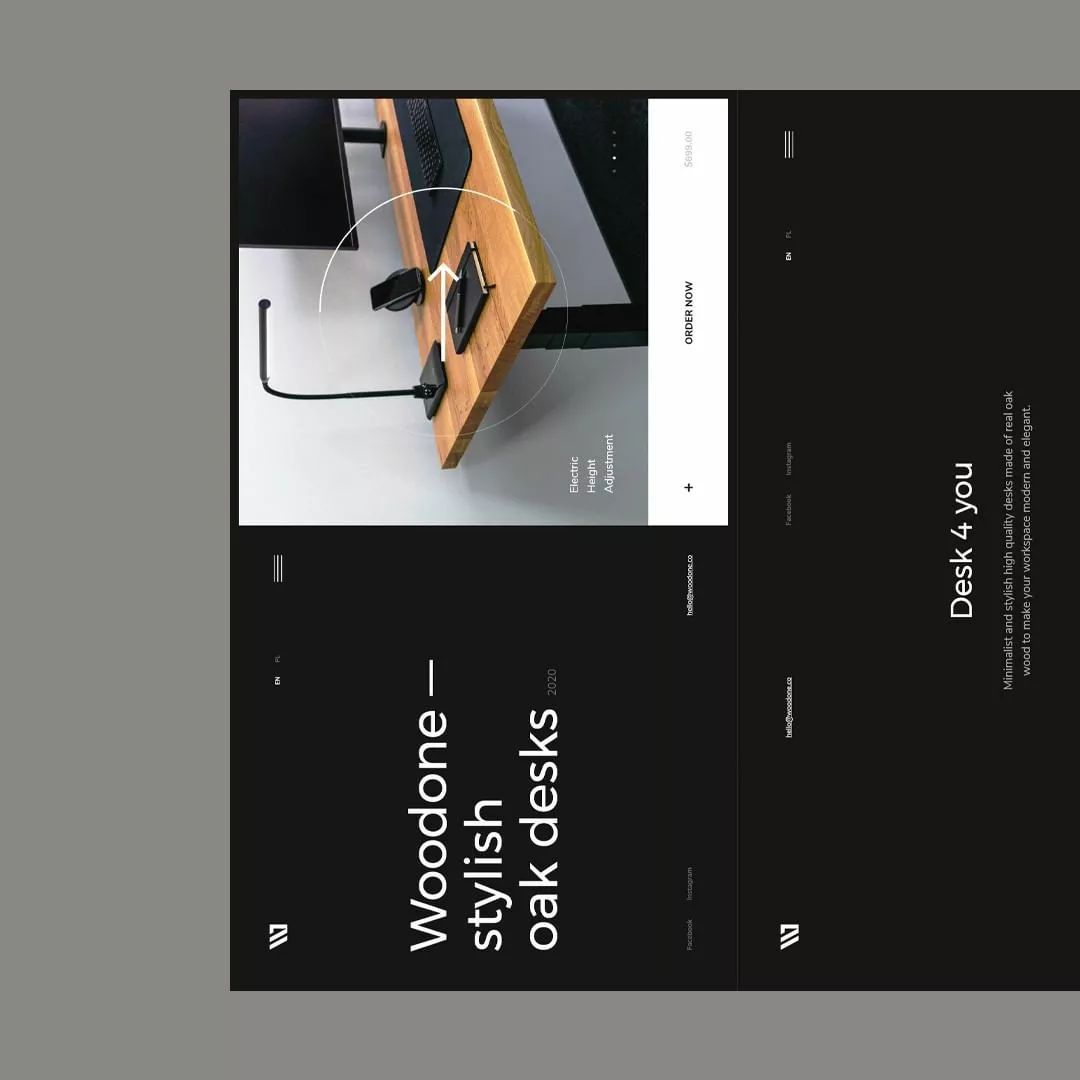 EN PL
Woodone —
stylish
oak desks 2020
Facebook Instagram
hello@woodone.co
Electric
Height
Adjustment
+ ORDER NOW $699.00
hello@woodone.co
Facebook Instagram
EN PL
Desk 4 you
Minimalist and stylish high quality desks made of real oak
wood to make your workspace modern and elegant.